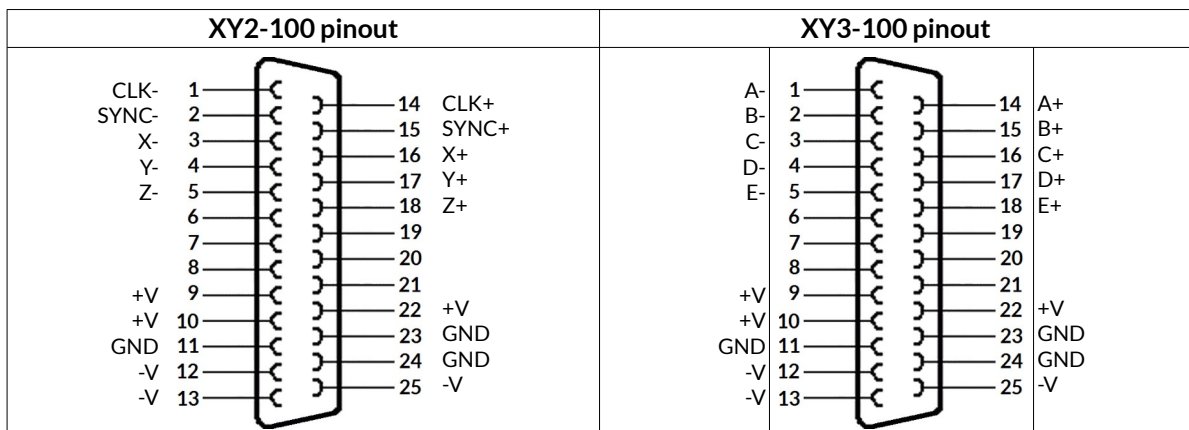 XY2-100 pinout
CLK- 1
14 CLK+
SYNC- 2
15 SYNC+
X- 3
16 X+
Y- 4
17 Y+
Z- 5
18 Z+
6
19
7
20
8
21
+V 9
22 +V
+V 10
23 GND
GND 11
24 GND
-V 12
25 -V
-V 13
XY3-100 pinout
A- 1
14 A+
B- 2
15 B+
C- 3
16 C+
D- 4
17 D+
E- 5
18 E+
6
19
7
20
8
21
+V 9
22 +V
+V 10
23 GND
GND 11
24 GND
-V 12
25 -V
-V 13